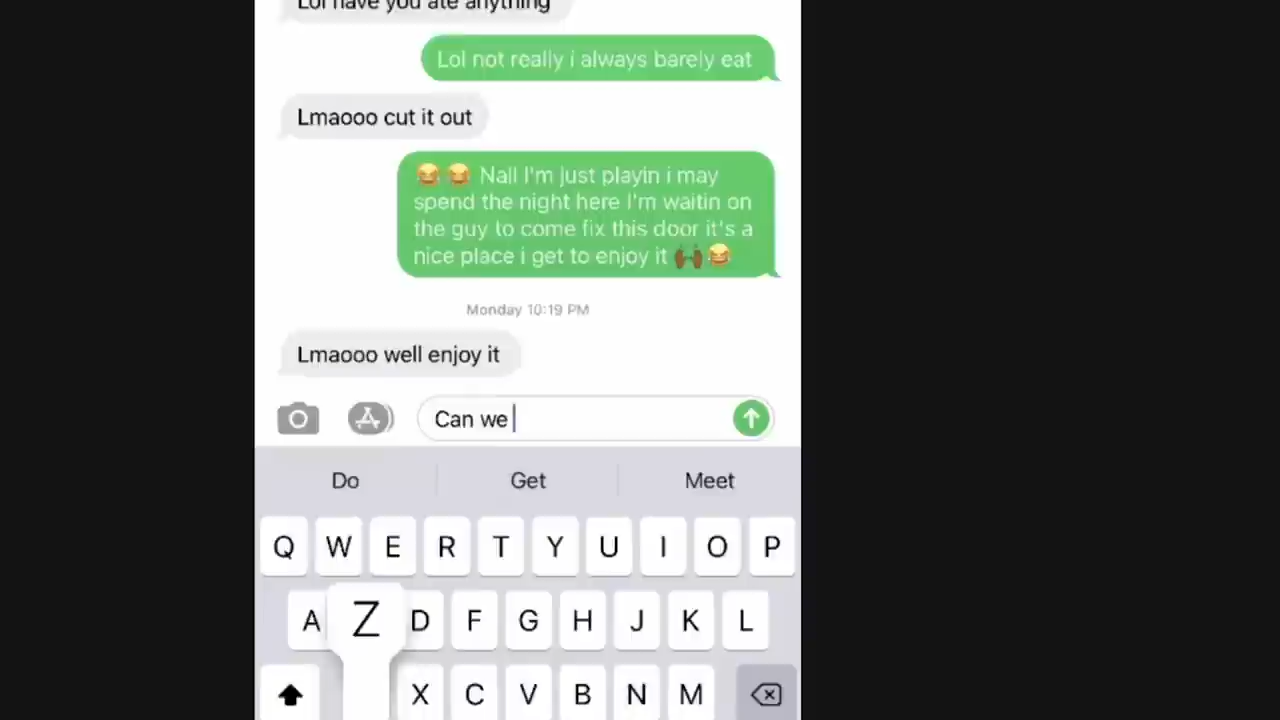 Lol have you ate anything
Lol not really i always barely eat
Lmaooo cut it out
😂 😂 Nall I'm just playin i may
spend the night here I'm waitin on
the guy to come fix this door it's a
nice place i get to enjoy it 🙌🏿 😂
Monday 10:19 PM
Lmaooo well enjoy it
Can we
Do Get Meet
Q W E R T Y U I O P
A Z D F G H J K L
X C V B N M